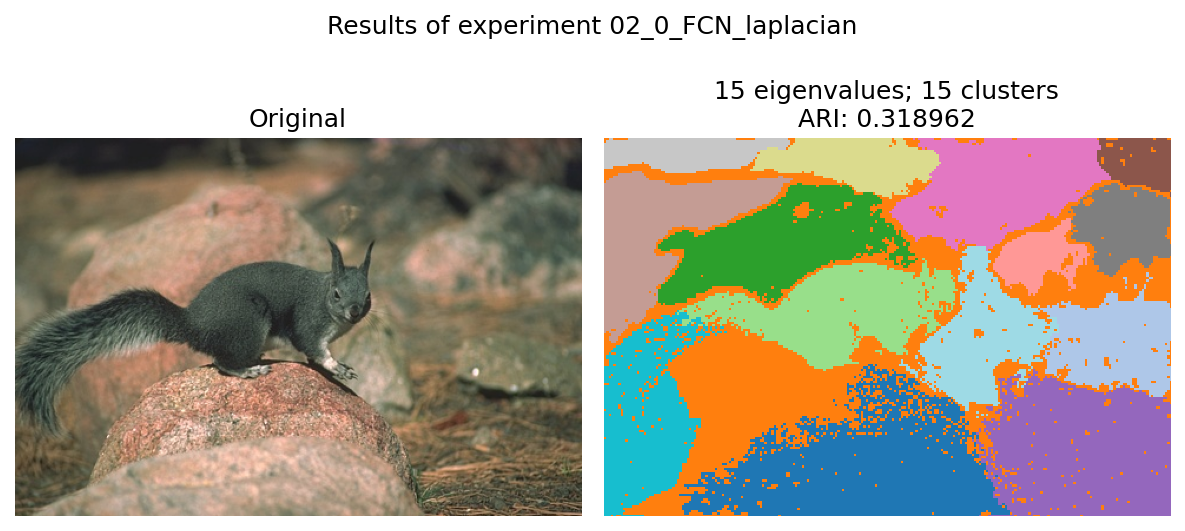 Results of experiment 02_0_FCN_laplacian
Original
15 eigenvalues; 15 clusters
ARI: 0.318962